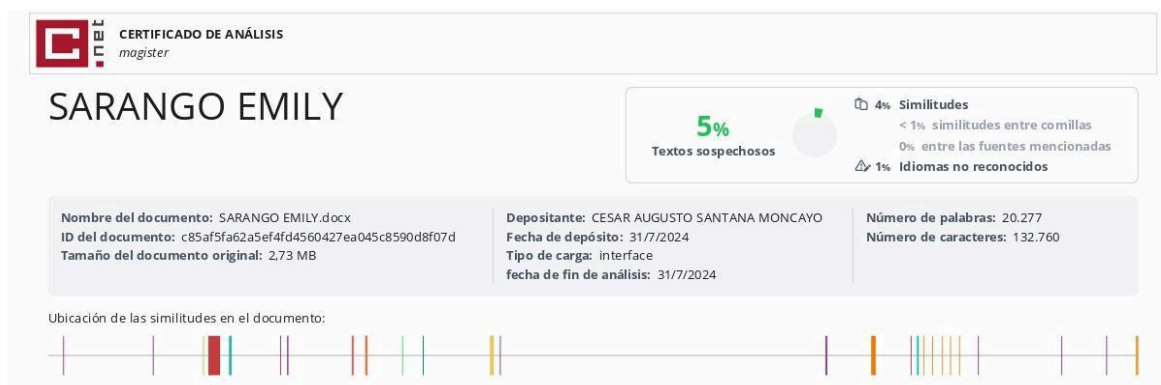 .net
CERTIFICADO DE ANÁLISIS
magister
SARANGO EMILY
5%
Textos sospechosos
4% Similitudes
< 1% similitudes entre comillas
0% entre las fuentes mencionadas
1% Idiomas no reconocidos
Nombre del documento: SARANGO EMILY.docx
ID del documento: c85af5fa62a5ef4fd4560427ea045c8590d8f07d
Tamaño del documento original: 2,73 MB
Depositante: CESAR AUGUSTO SANTANA MONCAYO
Fecha de depósito: 31/7/2024
Tipo de carga: interface
fecha de fin de análisis: 31/7/2024
Número de palabras: 20.277
Número de caracteres: 132.760
Ubicación de las similitudes en el documento: